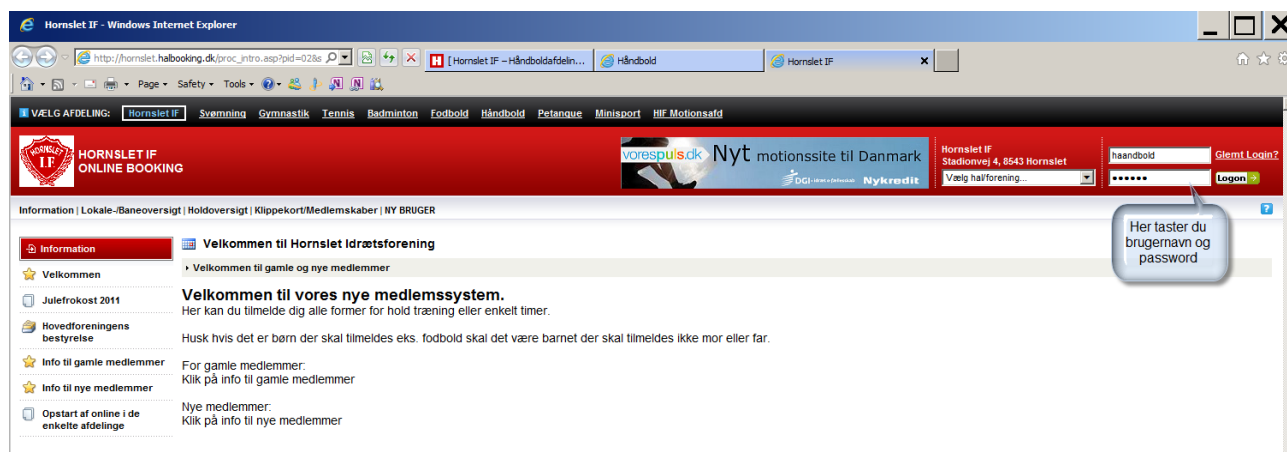 Hornslet IF - Windows Internet Explorer
http://hornslet.halbooking.dk/proc_intro.asp?pid=028s
[ Hornslet IF – Håndboldafdelin...
Håndbold
Hornslet IF
Page
Safety
Tools
VÆLG AFDELING:
Hornslet IF
Svømning
Gymnastik
Tennis
Badminton
Fodbold
Håndbold
Petanque
Minisport
HIF Motionsafd
HORNSLET
IF
HORNSLET IF
ONLINE BOOKING
vorespuls.dk
Nyt motionssite til Danmark
Nykredit
Hornslet IF
Stadionvej 4, 8543 Hornslet
Vælg hal/forening...
haandbold
Glemt Login?
••••••
Logon
Information | Lokale-/Baneoversigt | Holdoversigt | Klippekort/Medlemskaber | NY BRUGER
?
Her taster du
brugernavn og
password
Information
Velkommen
Julefrokost 2011
Hovedforeningens
bestyrelse
Info til gamle medlemmer
Info til nye medlemmer
Opstart af online i de
enkelte afdelinge
Velkommen til Hornslet Idrætsforening
Velkommen til gamle og nye medlemmer
Velkommen til vores nye medlemssystem.
Her kan du tilmelde dig alle former for hold træning eller enkelt timer.
Husk hvis det er børn der skal tilmeldes eks. fodbold skal det være barnet der skal tilmeldes ikke mor eller far.
For gamle medlemmer:
Klik på info til gamle medlemmer
Nye medlemmer:
Klik på info til nye medlemmer